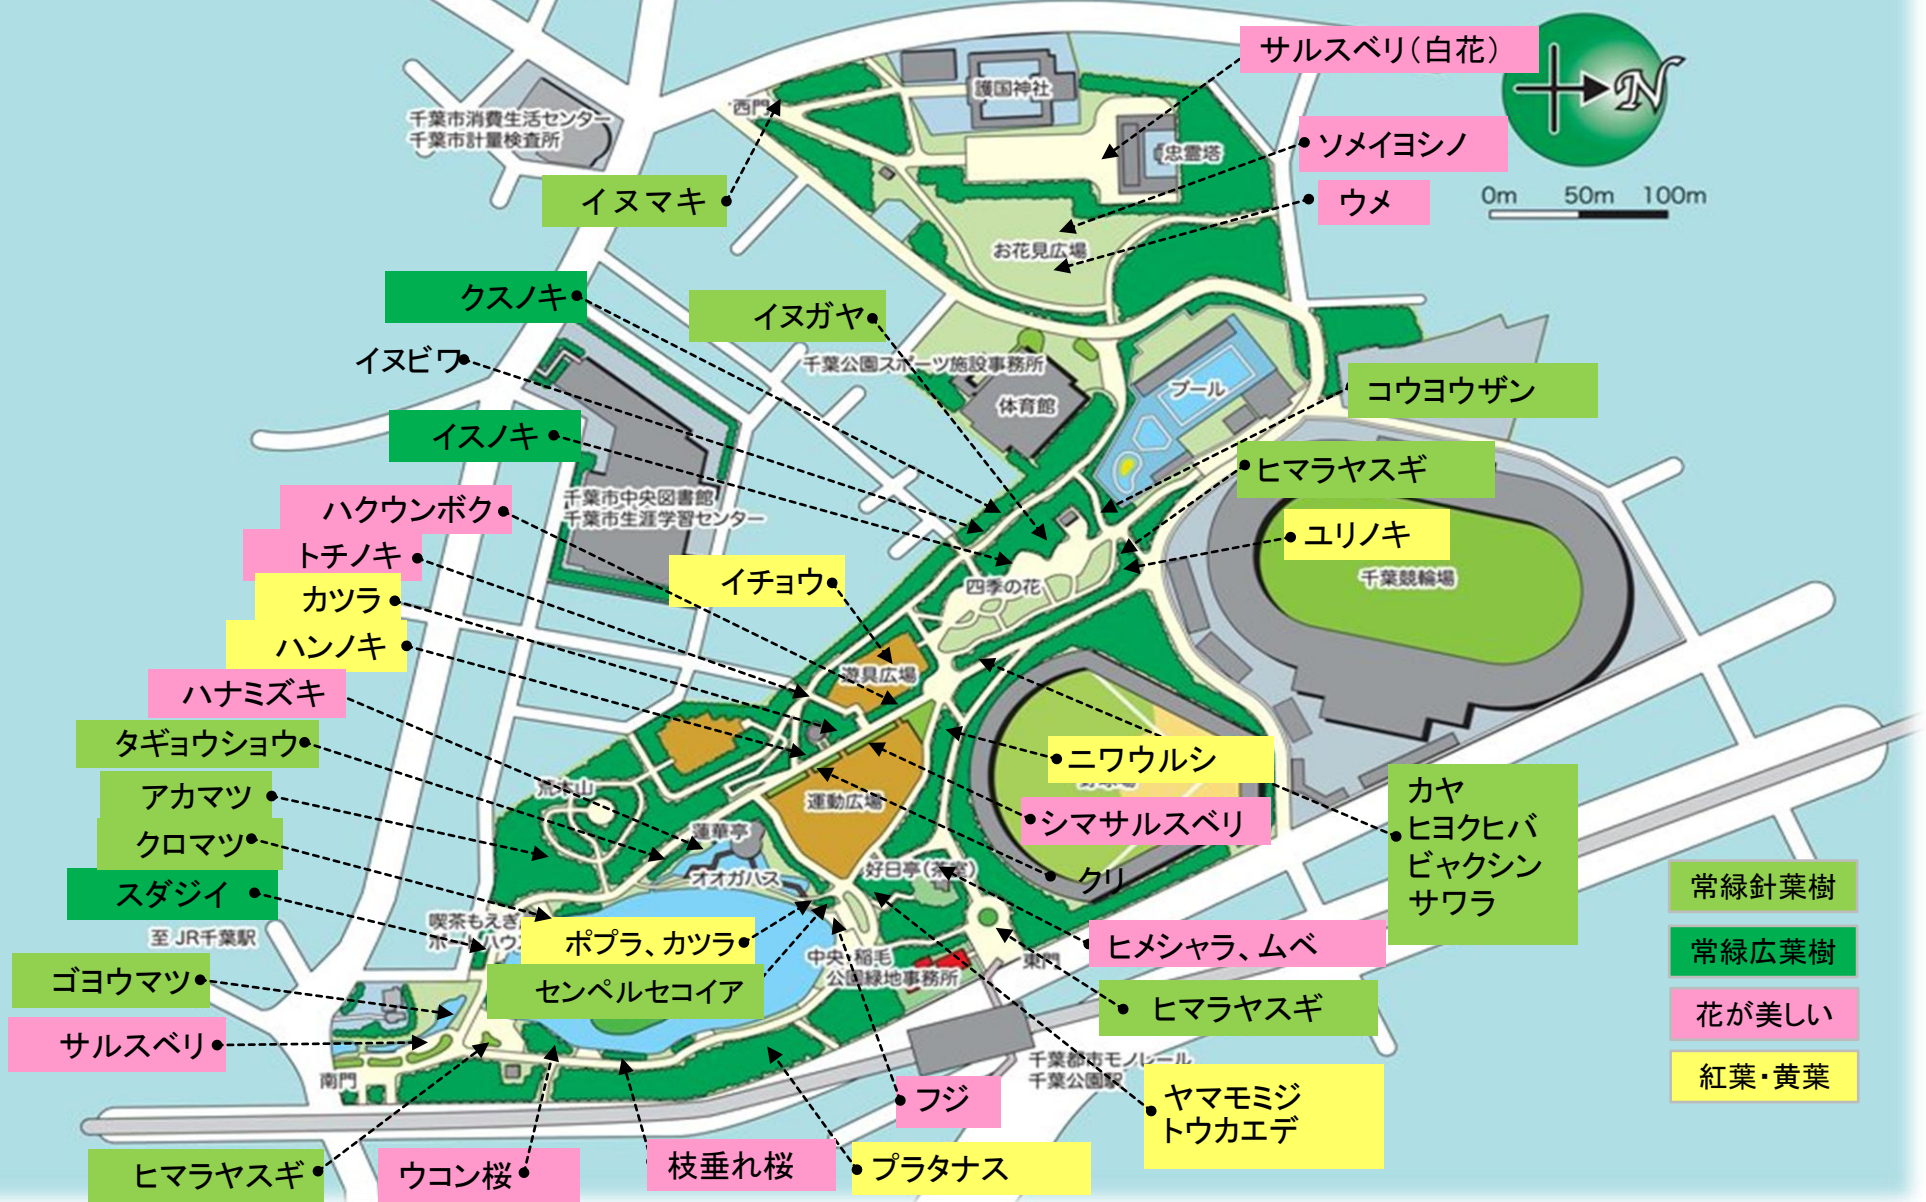 サルスベリ（白花）
N
護国神社
西門
千葉市消費生活センター
千葉市計量検査所
忠霊塔
ソメイヨシノ
イヌマキ
ウメ
0m 50m 100m
お花見広場
クスノキ
イヌガヤ
イヌビワ
千葉公園スポーツ施設事務所
プール
コウヨウザン
体育館
イスノキ
ヒマラヤスギ
千葉市中央図書館
千葉市生涯学習センター
ハクウンボク
ユリノキ
トチノキ
イチョウ
四季の花
千葉競輪場
カツラ
ハンノキ
遊具広場
ハナミズキ
タギョウショウ
ニワウルシ
荒木山
アカマツ
運動広場
シマサルスベリ
カヤ
ヒヨクヒバ
ビャクシン
サワラ
クロマツ
蓮華亭
オオガハス
好日亭(茶室)
クリ
スダジイ
常緑針葉樹
喫茶もえぎ
ボートハウス
至 JR千葉駅
ポプラ、カツラ
ヒメシャラ、ムベ
常緑広葉樹
中央・稲毛
公園緑地事務所
東門
ゴヨウマツ
センペルセコイア
ヒマラヤスギ
花が美しい
サルスベリ
南門
千葉都市モノレール
千葉公園駅
紅葉・黄葉
フジ
ヤマモミジ
トウカエデ
ヒマラヤスギ
ウコン桜
枝垂れ桜
プラタナス